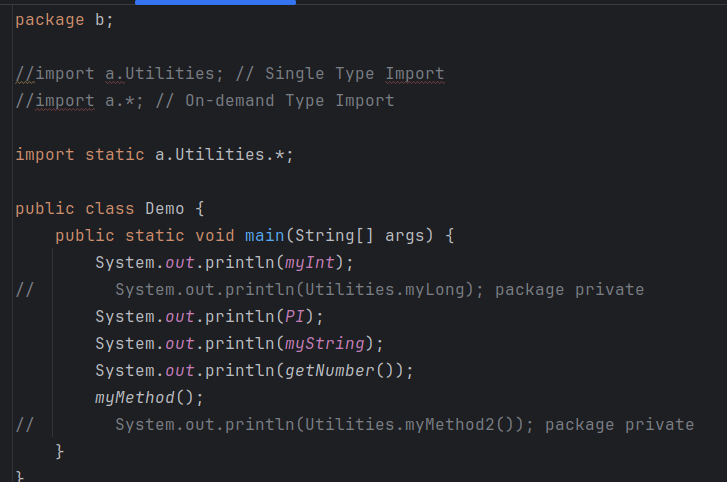 package b;
//import a.Utilities; // Single Type Import
//import a.*; // On-demand Type Import
import static a.Utilities.*;
public class Demo {
    public static void main(String[] args) {
        System.out.println(myInt);
//        System.out.println(Utilities.myLong); package private
        System.out.println(PI);
        System.out.println(myString);
        System.out.println(getNumber());
        myMethod();
//        System.out.println(Utilities.myMethod2()); package private
    }
}